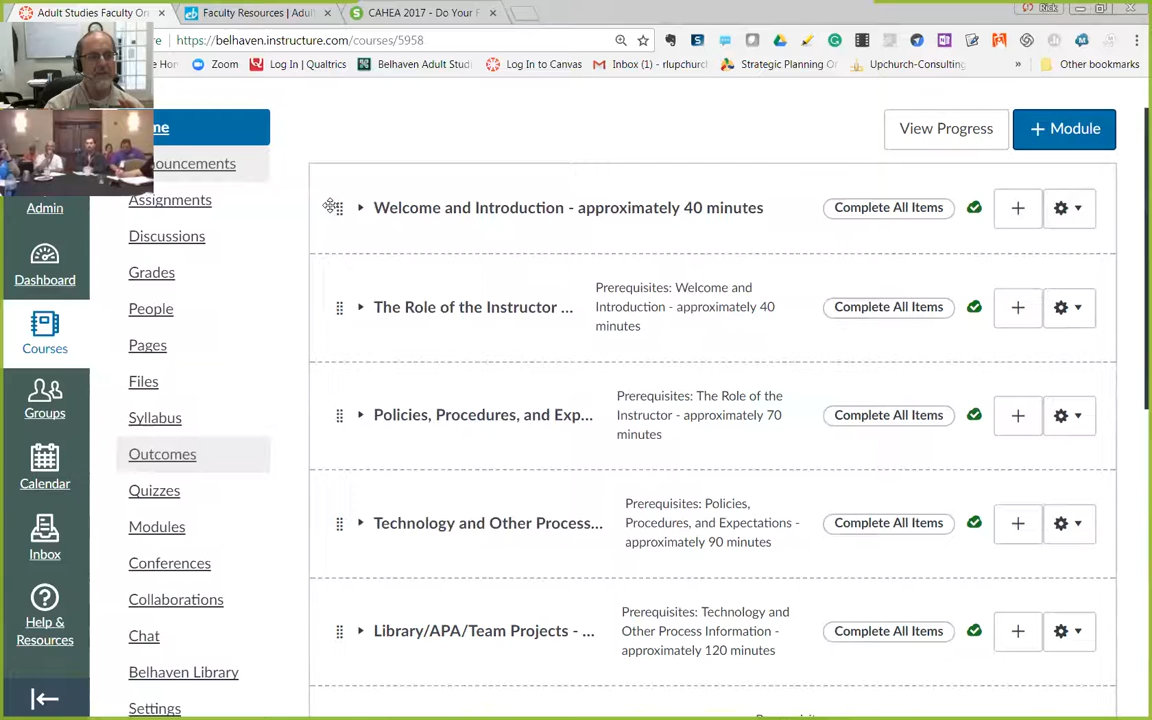 Adult Studies Faculty Or
Faculty Resources | Adul
CAHEA 2017 - Do Your F
Rick
re
https://belhaven.instructure.com/courses/5958
Zoom
Log In | Qualtrics
Belhaven Adult Stud
Log In to Canvas
Inbox (1) - rlupchurch
Strategic Planning O
Upchurch-Consulting
»
Other bookmarks
me
View Progress
+ Module
nouncements
Assignments
Discussions
Grades
People
Pages
Files
Syllabus
Outcomes
Quizzes
Modules
Conferences
Collaborations
Chat
Belhaven Library
Settings
Admin
Dashboard
Courses
Groups
Calendar
Inbox
Help &
Resources
Welcome and Introduction - approximately 40 minutes
Complete All Items
The Role of the Instructor ...
Prerequisites: Welcome and
Introduction - approximately 40
minutes
Complete All Items
Policies, Procedures, and Exp...
Prerequisites: The Role of the
Instructor - approximately 70
minutes
Complete All Items
Technology and Other Process...
Prerequisites: Policies,
Procedures, and Expectations -
approximately 90 minutes
Complete All Items
Library/APA/Team Projects - ...
Prerequisites: Technology and
Other Process Information -
approximately 120 minutes
Complete All Items